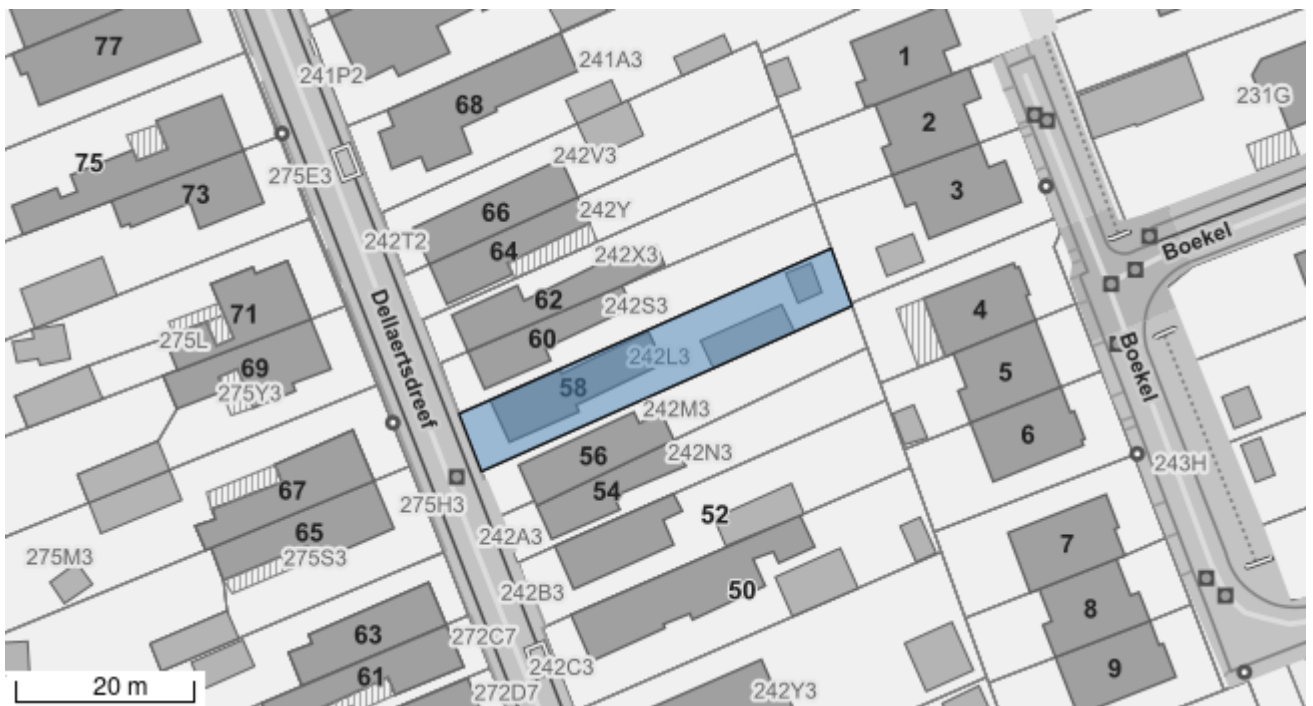 77
241P2
241A3
1
68
2
231G
242V3
75
275E3
73
3
66
242Y
242T2
64
242X3
Boekel
62
242S3
Dellaertsdreef
71
60
275L
4
Boekel
242L3
69
58
5
275Y3
242M3
6
56
242N3
243H
67
54
275H3
52
65
242A3
7
275M3
275S3
50
242B3
8
63
272C7
242C3
9
61
20 m
272D7
242Y3